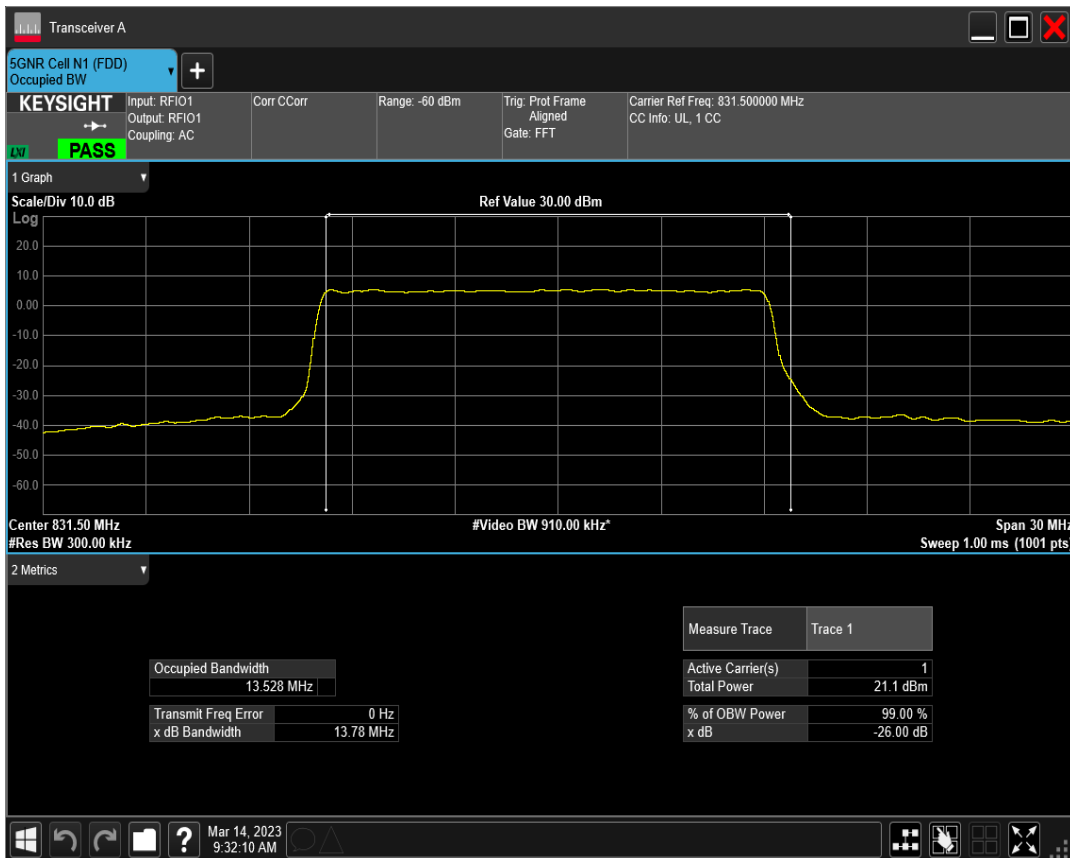 Transceiver A
5GNR Cell N1 (FDD)
Occupied BW
KEYSIGHT
LXI
PASS
Input: RFIO1
Output: RFIO1
Coupling: AC
Corr CCorr
Range: -60 dBm
Trig: Prot Frame
Aligned
Gate: FFT
Carrier Ref Freq: 831.500000 MHz
CC Info: UL, 1 CC
1 Graph
Scale/Div 10.0 dB
Ref Value 30.00 dBm
Log
20.0
10.0
0.00
-10.0
-20.0
-30.0
-40.0
-50.0
-60.0
Center 831.50 MHz
#Video BW 910.00 kHz*
Span 30 MHz
#Res BW 300.00 kHz
Sweep 1.00 ms (1001 pts)
2 Metrics
Measure Trace Trace 1
Occupied Bandwidth
13.528 MHz
Active Carrier(s) 1
Total Power 21.1 dBm
Transmit Freq Error 0 Hz
x dB Bandwidth 13.78 MHz
% of OBW Power 99.00 %
x dB -26.00 dB
?
Mar 14, 2023
9:32:10 AM